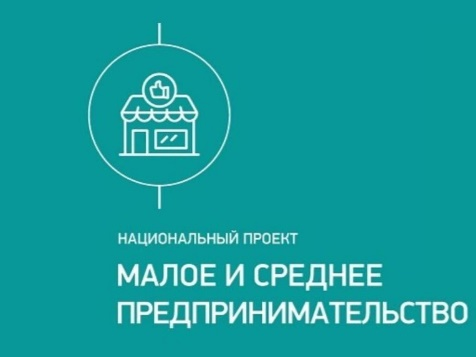 НАЦИОНАЛЬНЫЙ ПРОЕКТ
МАЛОЕ И СРЕДНЕЕ
ПРЕДПРИНИМАТЕЛЬСТВО